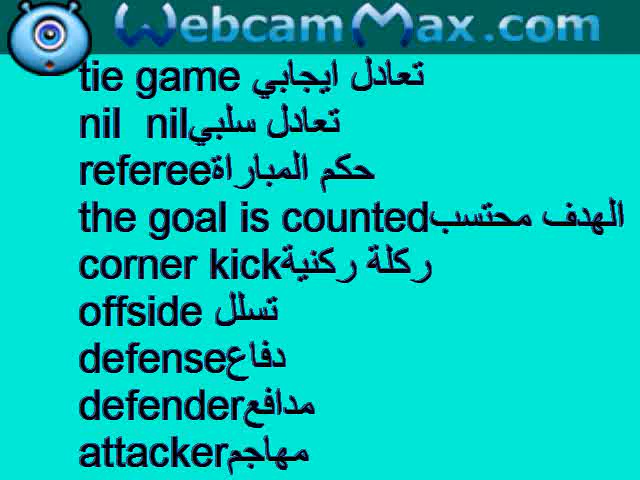 WebcamMax.com
tie game تعادل ايجابي
nil nil تعادل سلبي
referee حكم المباراة
the goal is counted الهدف محتسب
corner kick ركلة ركنية
offside تسلل
defense دفاع
defender مدافع
attacker مهاجم